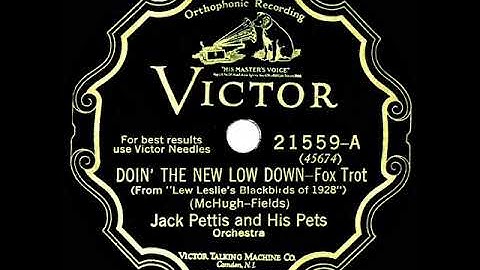 Orthophonic Recording
"HIS MASTER'S VOICE"
VICTOR
For best results
use Victor Needles
21559-A
(45674)
DOIN' THE NEW LOW DOWN–Fox Trot
(From "Lew Leslie's Blackbirds of 1928")
(McHugh–Fields)
Jack Pettis and His Pets
Orchestra
VICTOR TALKING MACHINE CO.
Camden, N.J.